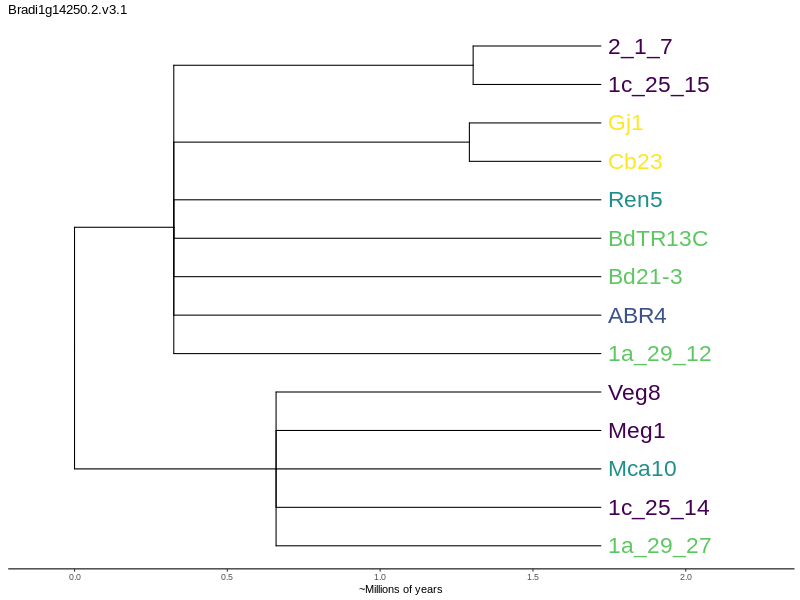 Bradi1g14250.2.v3.1
2_1_7
1c_25_15
Gj1
Cb23
Ren5
BdTR13C
Bd21-3
ABR4
1a_29_12
Veg8
Meg1
Mca10
1c_25_14
1a_29_27
0.0 0.5 1.0 1.5 2.0
~Millions of years